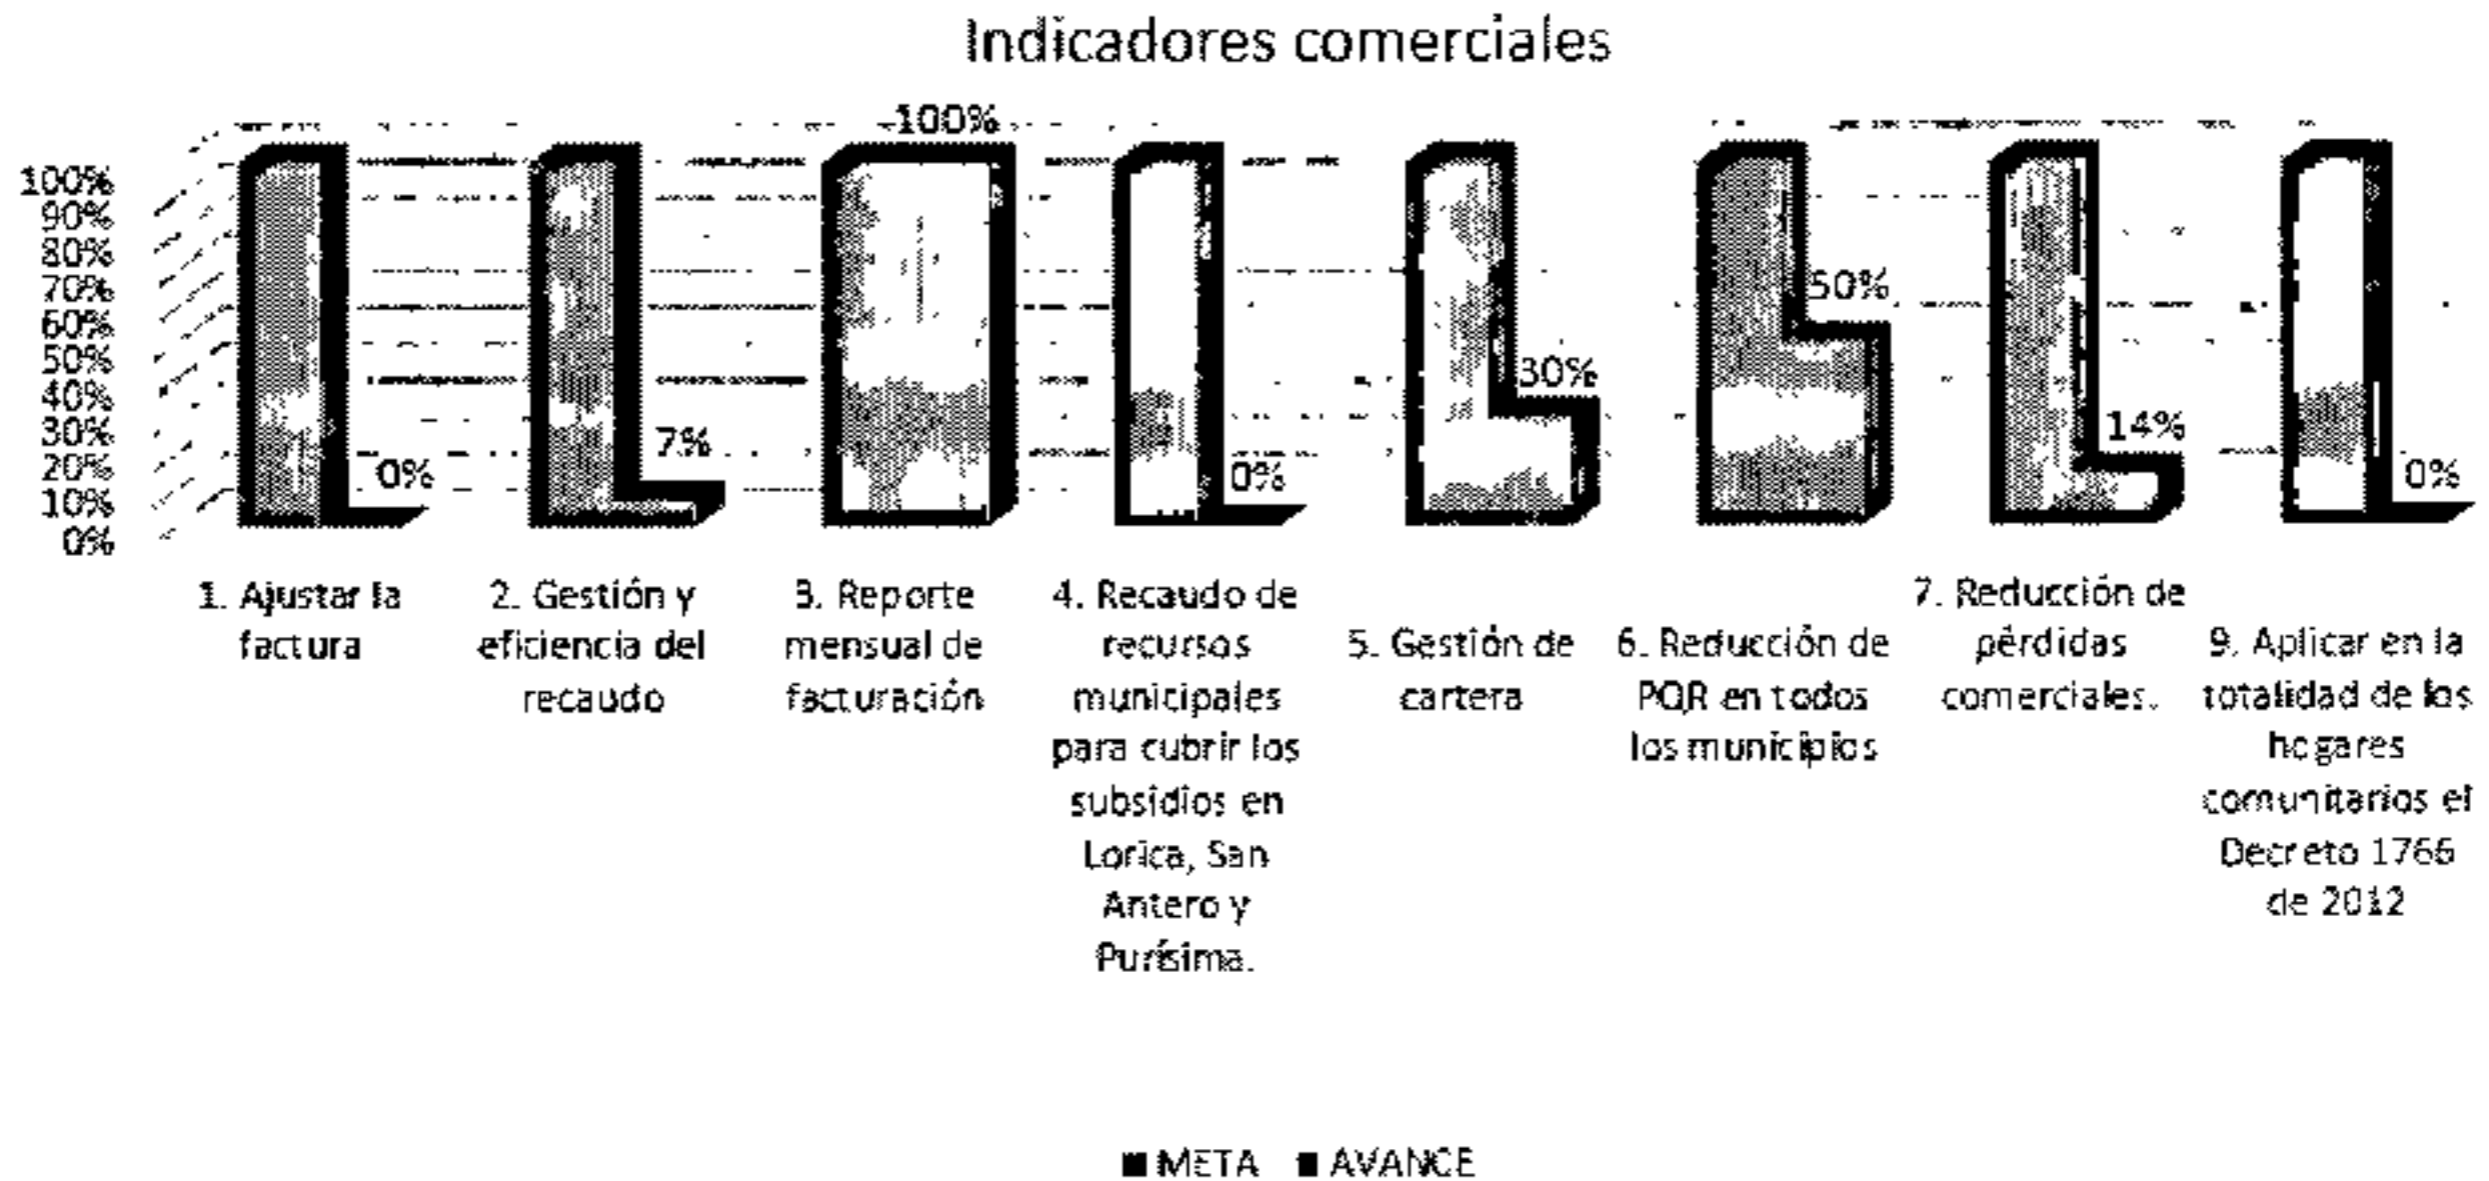 Indicadores comerciales
100%
90%
80%
70%
60%
50%
40%
30%
20%
10%
0%
0%
7%
100%
0%
30%
50%
14%
0%
1. Ajustar la
factura
2. Gestión y
eficiencia del
recaudo
3. Reporte
mensual de
facturación
4. Recaudo de
recursos
municipales
para cubrir los
subsidios en
Lorica, San
Antero y
Purísima.
5. Gestión de
cartera
6. Reducción de
PQR en todos
los municipios
7. Reducción de
pérdidas
comerciales.
9. Aplicar en la
totalidad de los
hogares
comunitarios el
Decreto 1766
de 2012
META AVANCE